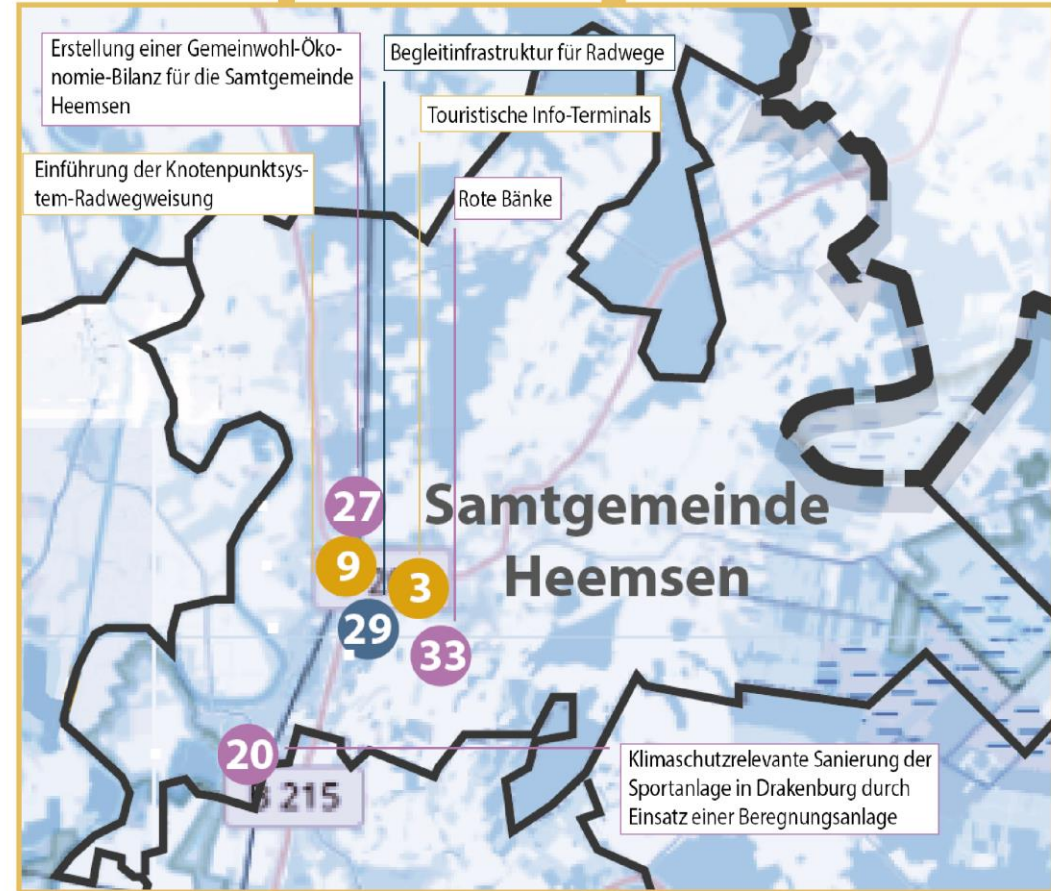 Erstellung einer Gemeinwohl-Öko-
nomie-Bilanz für die Samtgemeinde
Heemsen
Begleitinfrastruktur für Radwege
Touristische Info-Terminals
Einführung der Knotenpunktsys-
tem-Radwegweisung
Rote Bänke
27
Samtgemeinde
Heemsen
9
3
29
33
20
215
Klimaschutzrelevante Sanierung der
Sportanlage in Drakenburg durch
Einsatz einer Beregnungsanlage